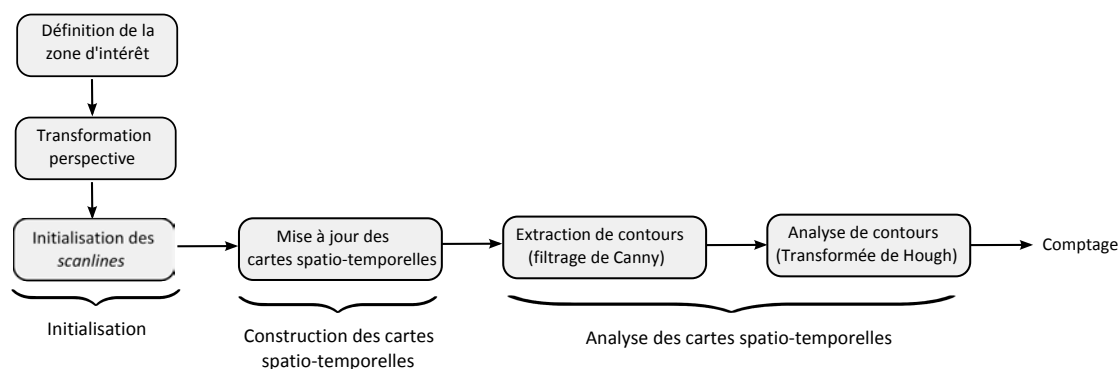 Définition de la
zone d'intérêt
Transformation
perspective
Initialisation des
scanlines
Mise à jour des
cartes spatio-temporelles
Extraction de contours
(filtrage de Canny)
Analyse de contours
(Transformée de Hough)
Comptage
Initialisation
Construction des cartes
spatio-temporelles
Analyse des cartes spatio-temporelles